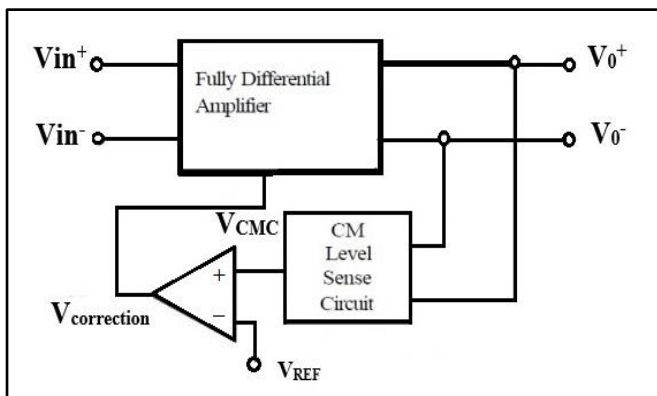 Vin+
Vin-
Fully Differential
Amplifier
V0+
V0-
VCMC
CM
Level
Sense
Circuit
+
−
Vcorrection
VREF